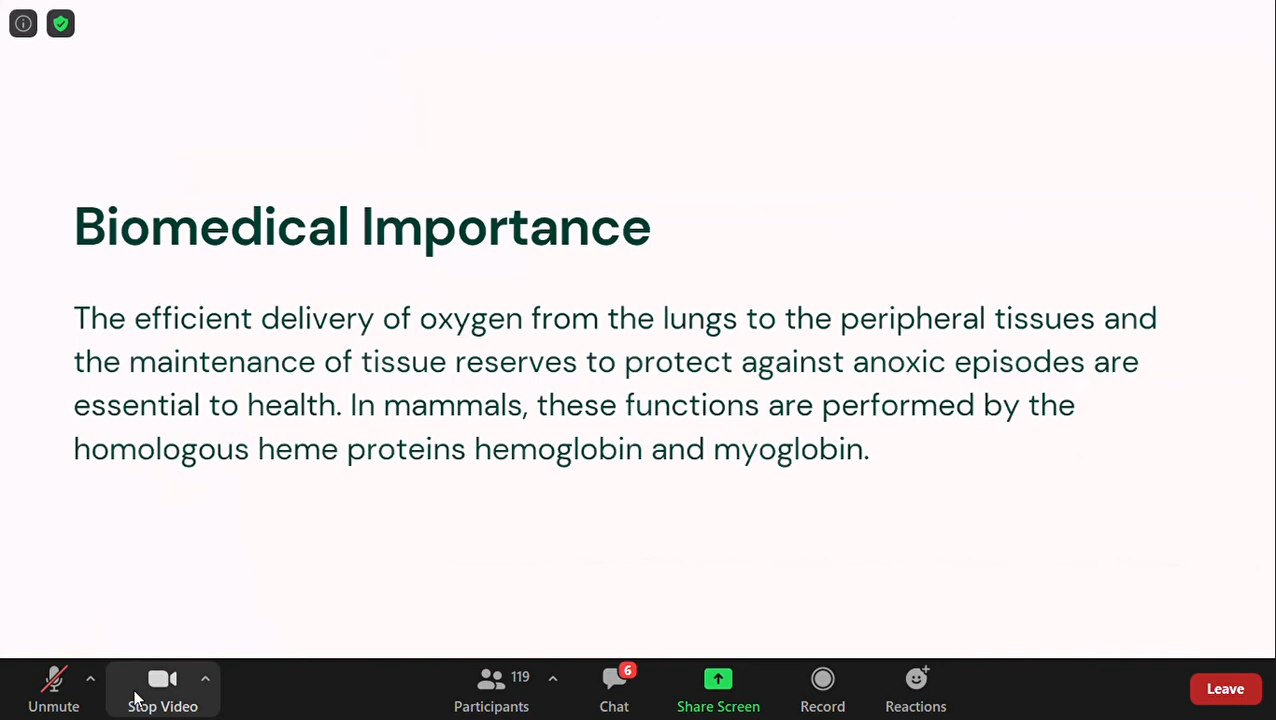 Biomedical Importance
The efficient delivery of oxygen from the lungs to the peripheral tissues and
the maintenance of tissue reserves to protect against anoxic episodes are
essential to health. In mammals, these functions are performed by the
homologous heme proteins hemoglobin and myoglobin.
Unmute
Stop Video
119
Participants
6
Chat
Share Screen
Record
Reactions
Leave